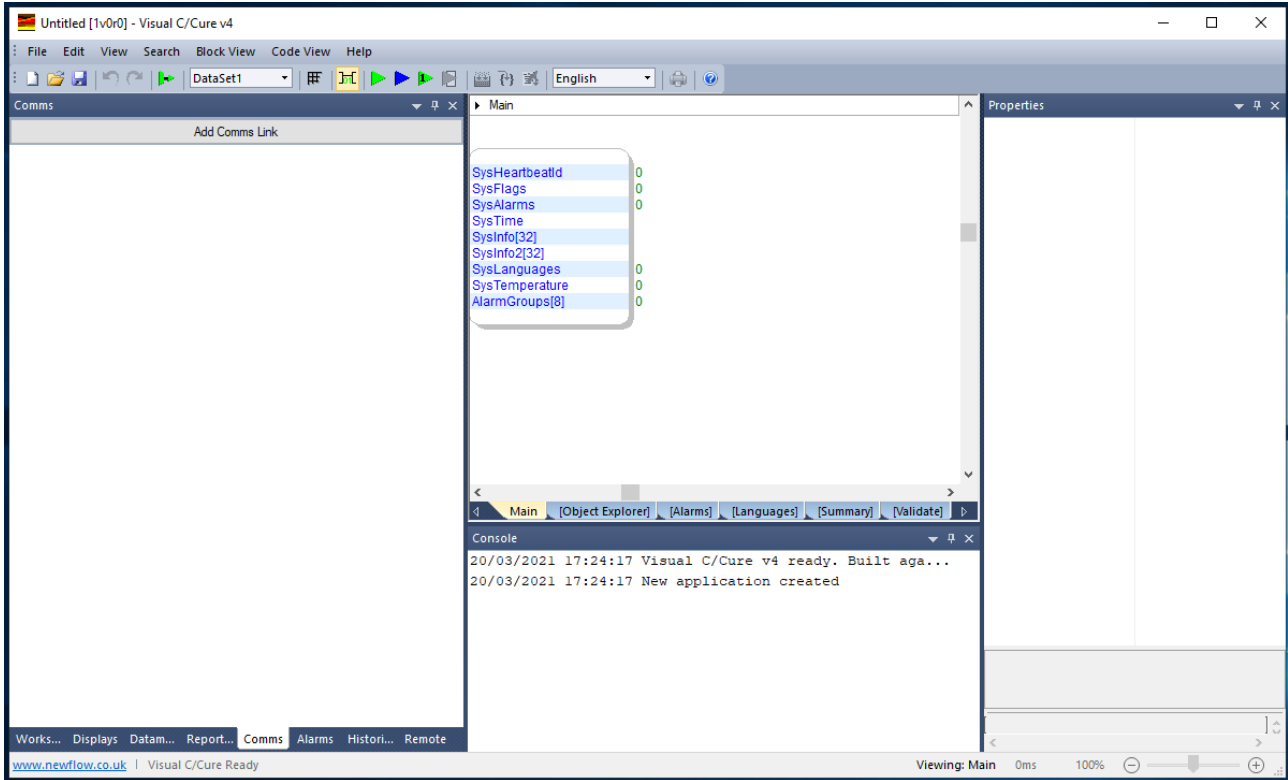 Untitled [1v0r0] - Visual C/Cure v4
File Edit View Search Block View Code View Help
DataSet1 English
Comms
Add Comms Link
Main
SysHeartbeatId 0
SysFlags 0
SysAlarms 0
SysTime
SysInfo[32]
SysInfo2[32]
SysLanguages 0
SysTemperature 0
AlarmGroups[8] 0
Main [Object Explorer] [Alarms] [Languages] [Summary] [Validate]
Console
20/03/2021 17:24:17 Visual C/Cure v4 ready. Built aga...
20/03/2021 17:24:17 New application created
Properties
Works... Displays Datam... Report... Comms Alarms Histori... Remote
www.newflow.co.uk Visual C/Cure Ready
Viewing: Main 0ms 100%